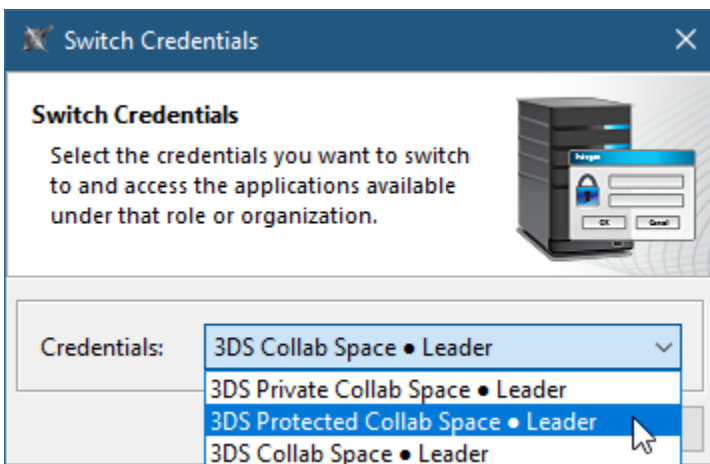 Switch Credentials
Switch Credentials
Select the credentials you want to switch
to and access the applications available
under that role or organization.
OK Cancel
Credentials: 3DS Collab Space ● Leader
3DS Private Collab Space ● Leader
3DS Protected Collab Space ● Leader
3DS Collab Space ● Leader